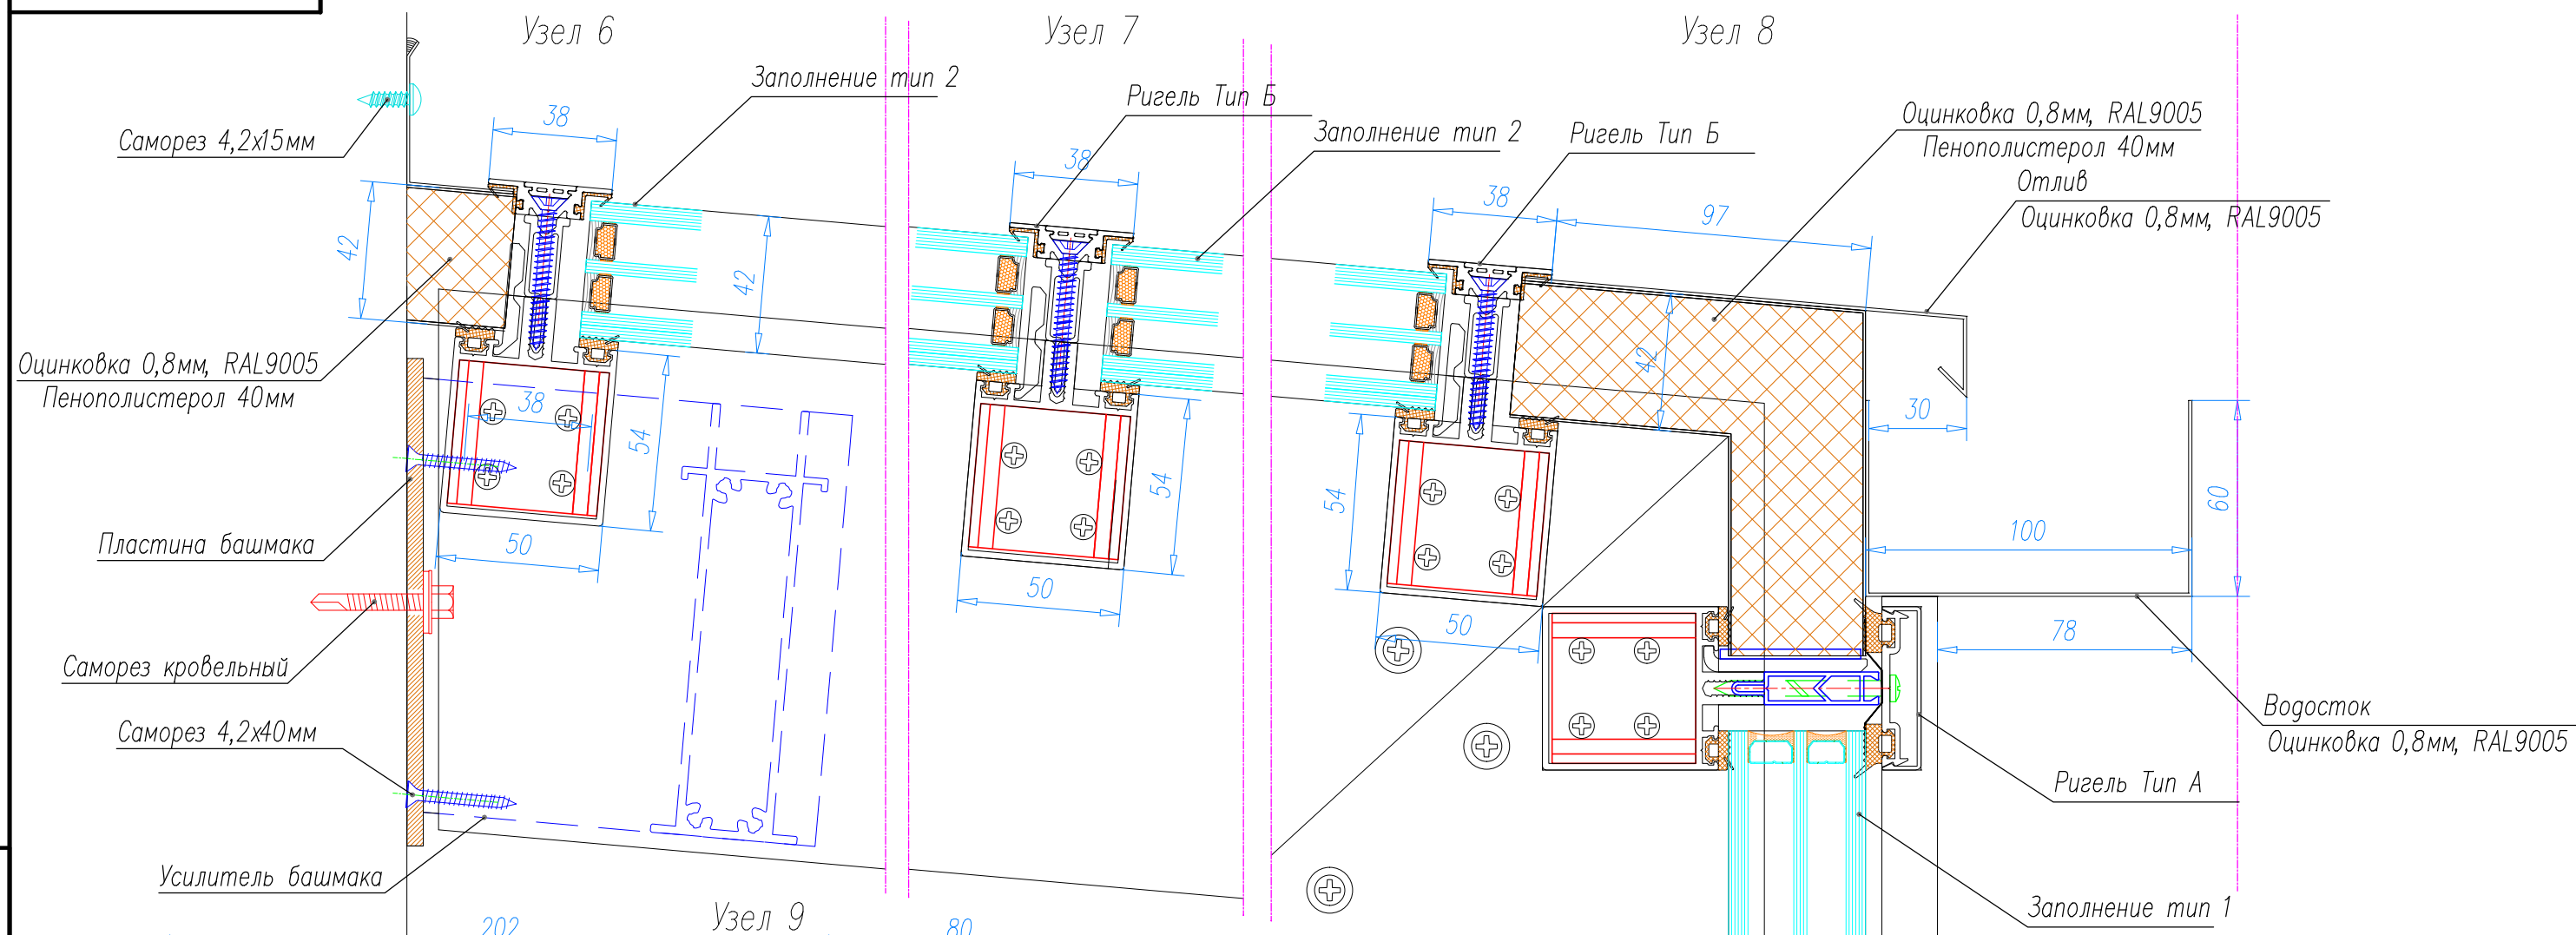 Узел 6
Узел 7
Узел 8
Заполнение тип 2
Ригель Тип Б
Заполнение тип 2
Ригель Тип Б
Оцинковка 0,8мм, RAL9005
Пенополистерол 40мм
Отлив
Оцинковка 0,8мм, RAL9005
Саморез 4,2х15мм
38
38
38
97
42
42
42
Оцинковка 0,8мм, RAL9005
Пенополистерол 40мм
38
54
54
54
30
60
100
Пластина башмака
50
50
50
78
Саморез кровельный
Саморез 4,2х40мм
Водосток
Оцинковка 0,8мм, RAL9005
Ригель Тип А
Усилитель башмака
Заполнение тип 1
Узел 9
202
80